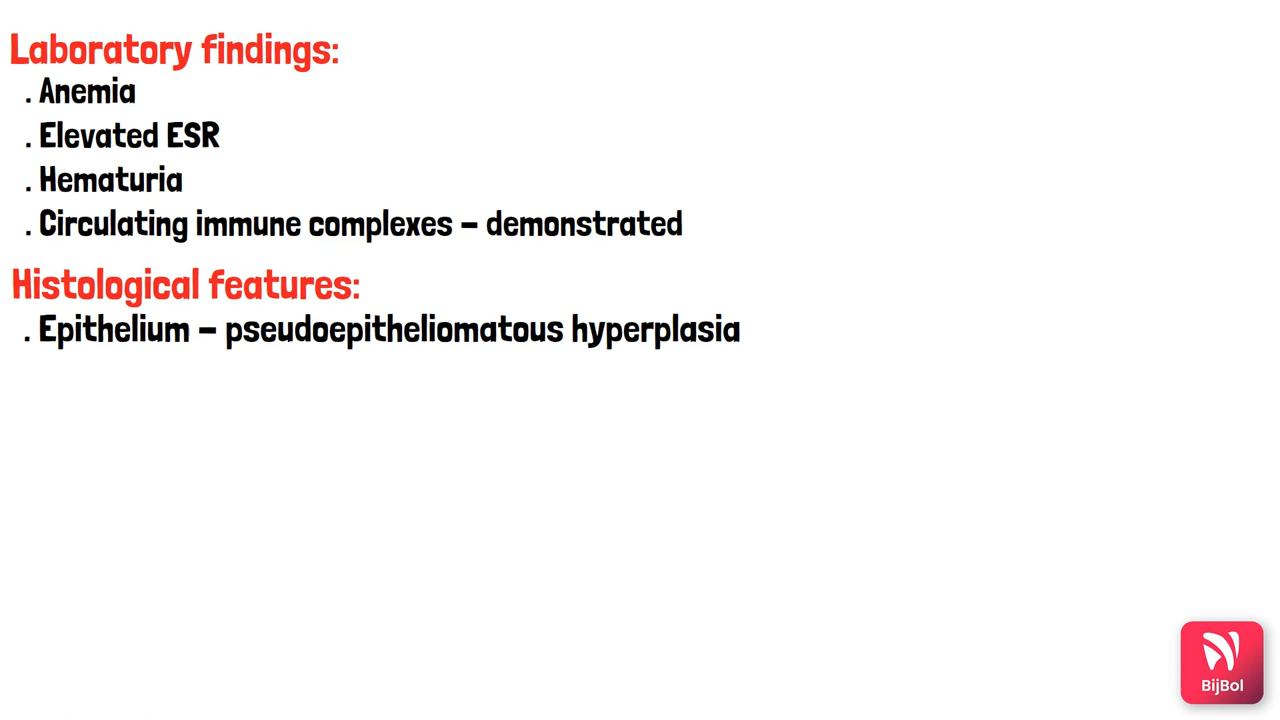 Laboratory findings:
. Anemia
. Elevated ESR
. Hematuria
. Circulating immune complexes – demonstrated
Histological features:
. Epithelium – pseudoepitheliomatous hyperplasia
BijBol